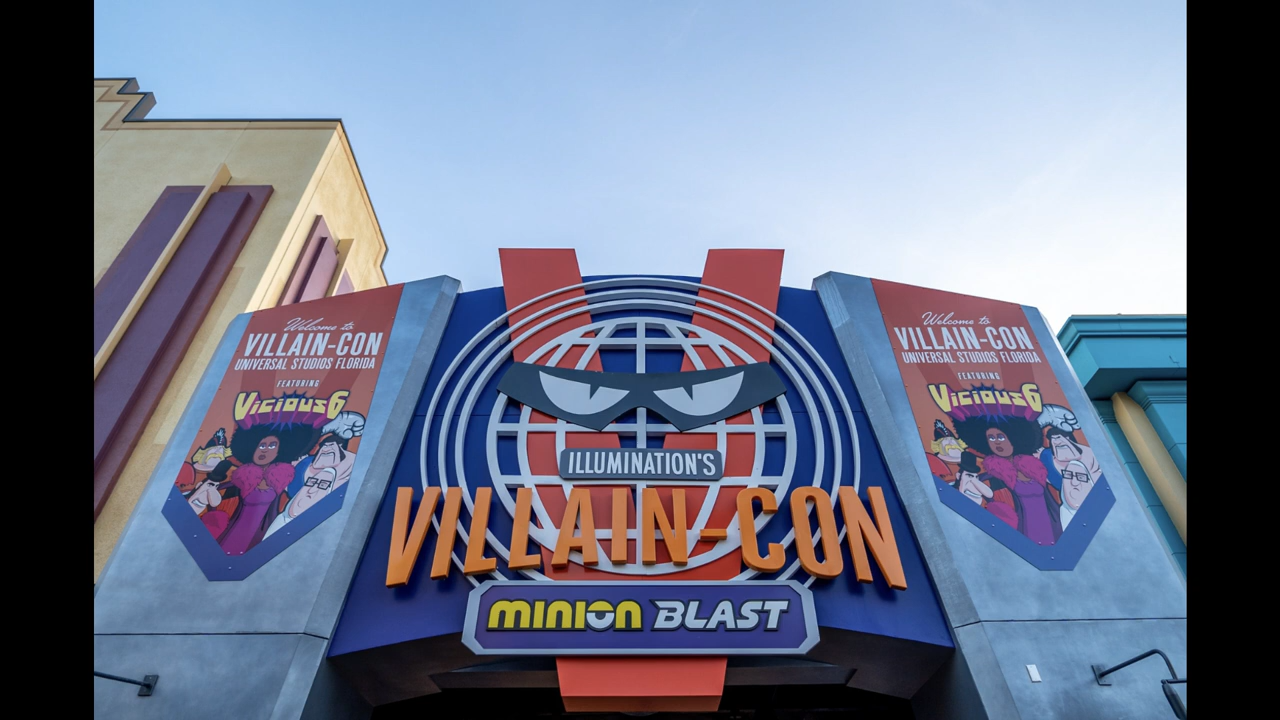 Welcome to
VILLAIN-CON
UNIVERSAL STUDIOS FLORIDA
FEATURING
VICIOUS6
ILLUMINATION'S
VILLAIN-CON
MINION BLAST
Welcome to
VILLAIN-CON
UNIVERSAL STUDIOS FLORIDA
FEATURING
VICIOUS6